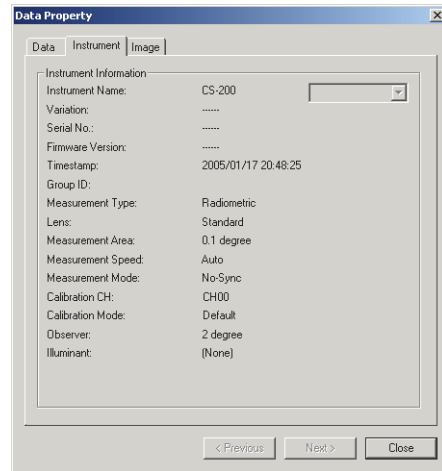 Data Property
Data Instrument Image
Instrument Information
Instrument Name: CS-200
Variation: ------
Serial No.: ------
Firmware Version: ------
Timestamp: 2005/01/17 20:48:25
Group ID:
Measurement Type: Radiometric
Lens: Standard
Measurement Area: 0.1 degree
Measurement Speed: Auto
Measurement Mode: No-Sync
Calibration CH: CH00
Calibration Mode: Default
Observer: 2 degree
Illuminant: (None)
< Previous Next > Close